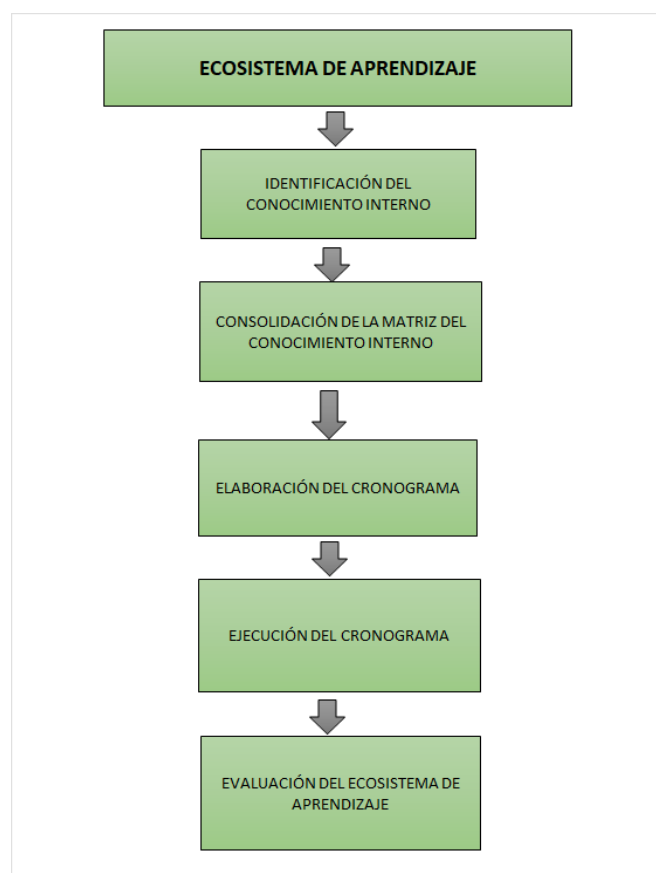 ECOSISTEMA DE APRENDIZAJE
IDENTIFICACIÓN DEL
CONOCIMIENTO INTERNO
CONSOLIDACIÓN DE LA MATRIZ DEL
CONOCIMIENTO INTERNO
ELABORACIÓN DEL CRONOGRAMA
EJECUCIÓN DEL CRONOGRAMA
EVALUACIÓN DEL ECOSISTEMA DE
APRENDIZAJE